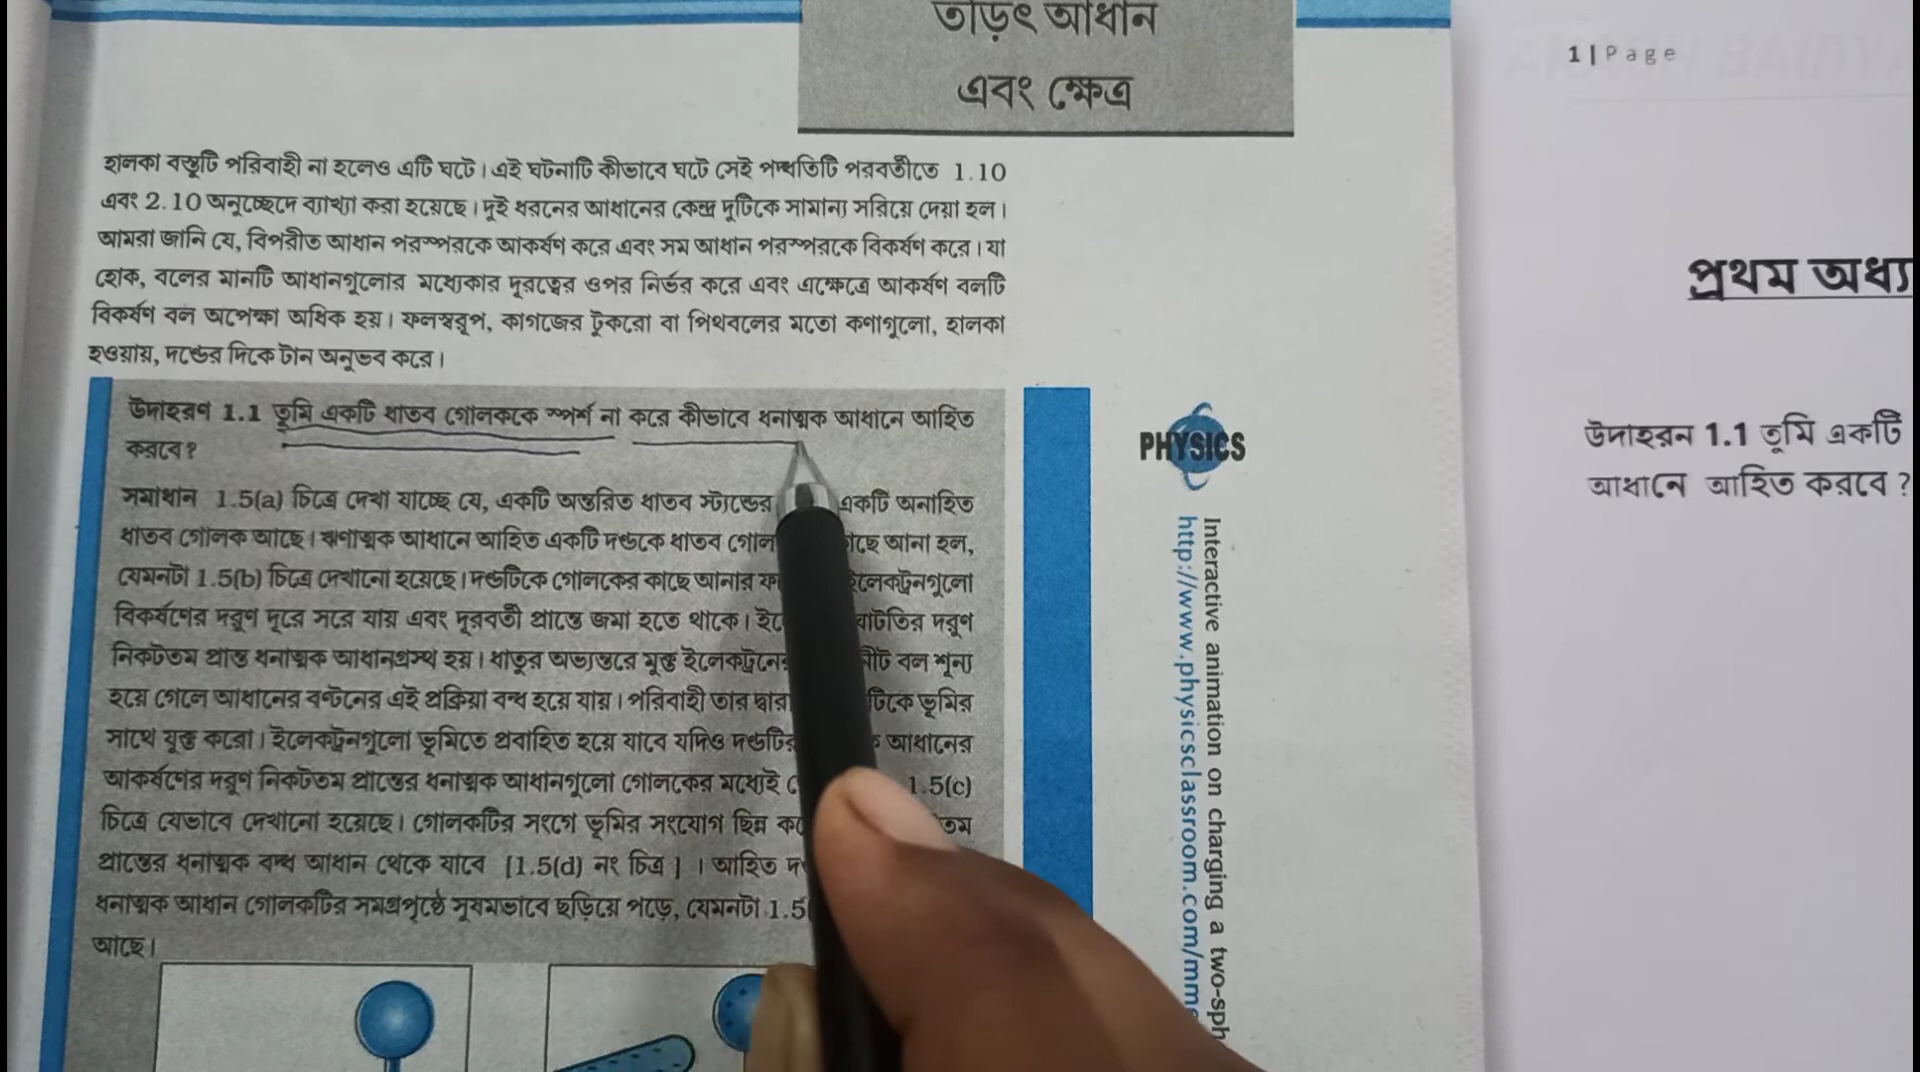 তাড়িৎ আধান
এবং ক্ষেত্র
হালকা বস্তুটি পরিবাহী না হলেও এটি ঘটে। এই ঘটনাটি কীভাবে ঘটে সেই পদ্ধতিটি পরবর্তীতে 1.10
এবং 2.10 অনুচ্ছেদে ব্যাখ্যা করা হয়েছে। দুই ধরনের আধানের কেন্দ্র দুটিকে সামান্য সরিয়ে দেয়া হল।
আমরা জানি যে, বিপরীত আধান পরস্পরকে আকর্ষণ করে এবং সম আধান পরস্পরকে বিকর্ষণ করে। যা
হোক, বলের মানটি আধানগুলোর মধ্যেকার দূরত্বের ওপর নির্ভর করে এবং এক্ষেত্রে আকর্ষণ বলটি
বিকর্ষণ বল অপেক্ষা অধিক হয়। ফলস্বরূপ, কাগজের টুকরো বা পিথবলের মতো কণাগুলো, হালকা
হওয়ায়, দণ্ডের দিকে টান অনুভব করে।
উদাহরণ 1.1 তুমি একটি ধাতব গোলককে স্পর্শ না করে কীভাবে ধনাত্মক আধানে আহিত
করবে?
সমাধান 1.5(a) চিত্রে দেখা যাচ্ছে যে, একটি অন্তরিত ধাতব স্ট্যান্ডের একটি অনাহিত
ধাতব গোলক আছে। ঋণাত্মক আধানে আহিত একটি দণ্ডকে ধাতব আনা হল,
যেমনটা 1.5(b) চিত্রে দেখানো হয়েছে। দণ্ডটিকে গোলকের কাছে আনার
বিকর্ষণের দরুণ দূরে সরে যায় এবং দূরবর্তী প্রান্তে জমা হতে থাকে। দরুণ
নিকটতম প্রান্ত ধনাত্মক আধানগ্রস্থ হয়। ধাতুর অভ্যন্তরে মুক্ত বল শূন্য
হয়ে গেলে আধানের বণ্টনের এই প্রক্রিয়া বন্ধ হয়ে যায়। পরিবাহী তার ভূমির
সাথে যুক্ত করো। ইলেকট্রনগুলো ভূমিতে প্রবাহিত হয়ে যাবে যদিও আধানের
আকর্ষণের দরুণ নিকটতম প্রান্তের ধনাত্মক আধানগুলো গোলকের মধ্যেই 1.5(c)
চিত্রে যেভাবে দেখানো হয়েছে। গোলকটির সংগে ভূমির সংযোগ ছিন্ন
প্রান্তের ধনাত্মক বদ্ধ আধান থেকে যাবে [1.5(d) নং চিত্র] । আহিত
ধনাত্মক আধান গোলকটির সমগ্রপৃষ্ঠে সুষমভাবে ছড়িয়ে পড়ে, যেমনটা 1.5
আছে।
PHYSICS
Interactive animation on charging a two-sph
http://www.physicsclassroom.com/mm
1 | Page
প্রথম অধ্য
উদাহরন 1.1 তুমি একটি
আধানে আহিত করবে ?